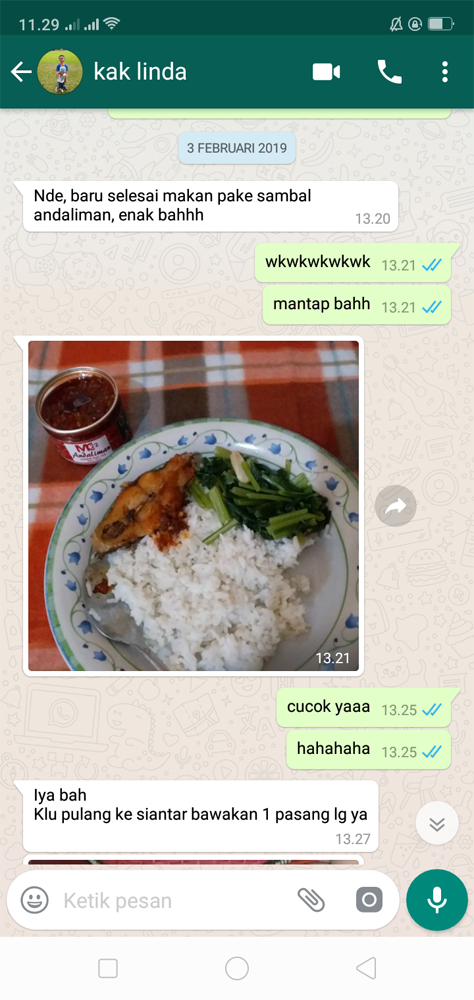 11.29
kak linda
3 FEBRUARI 2019
Nde, baru selesai makan pake sambal
andaliman, enak bahhh
13.20
wkwkwkwkwk 13.21
mantap bahh 13.21
Andaliman
13.21
cucok yaaa 13.25
hahahaha 13.25
Iya bah
Klu pulang ke siantar bawakan 1 pasang lg ya
13.27
Ketik pesan